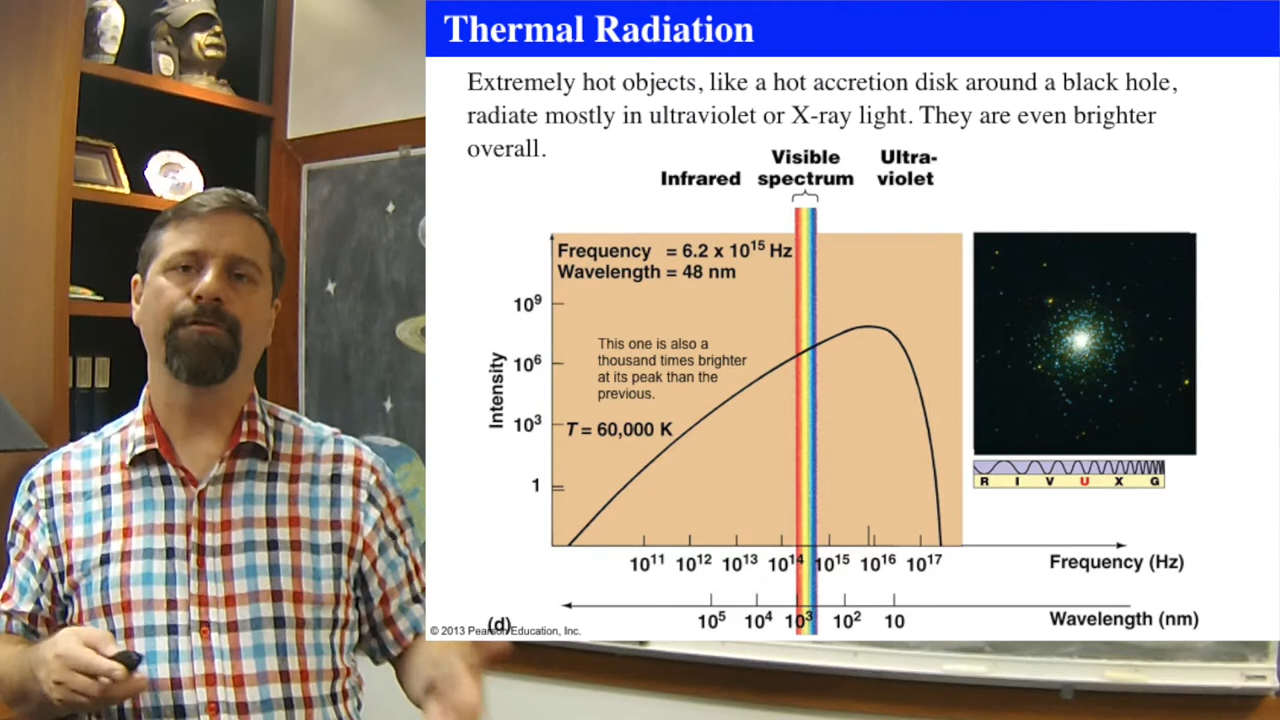 Thermal Radiation
Extremely hot objects, like a hot accretion disk around a black hole,
radiate mostly in ultraviolet or X-ray light. They are even brighter
overall.
Infrared
Visible
spectrum
Ultra-
violet
Frequency = 6.2 x 10¹⁵ Hz
Wavelength = 48 nm
This one is also a
thousand times brighter
at its peak than the
previous.
T = 60,000 K
Intensity
10⁹
10⁶
10³
1
R I V U X G
10¹¹ 10¹² 10¹³ 10¹⁴ 10¹⁵ 10¹⁶ 10¹⁷
Frequency (Hz)
10⁵ 10⁴ 10³ 10² 10
Wavelength (nm)
(d)
© 2013 Pearson Education, Inc.